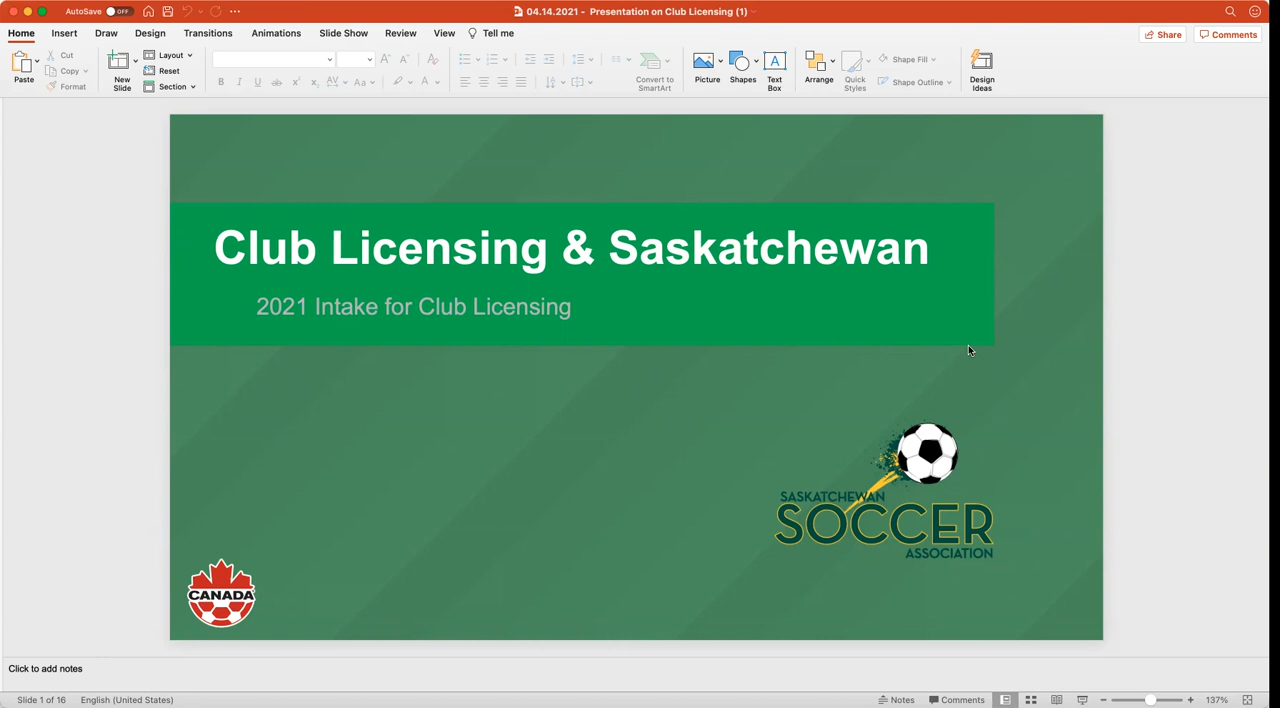 AutoSave OFF
04.14.2021 - Presentation on Club Licensing (1)
Home Insert Draw Design Transitions Animations Slide Show Review View Tell me
Share Comments
Paste
Cut
Copy
Format
New Slide
Layout
Reset
Section
Convert to SmartArt
Picture
Shapes
Text Box
Arrange
Quick Styles
Shape Fill
Shape Outline
Design Ideas
Club Licensing & Saskatchewan
2021 Intake for Club Licensing
SASKATCHEWAN
SOCCER
ASSOCIATION
CANADA
Click to add notes
Slide 1 of 16 English (United States) Notes Comments 137%